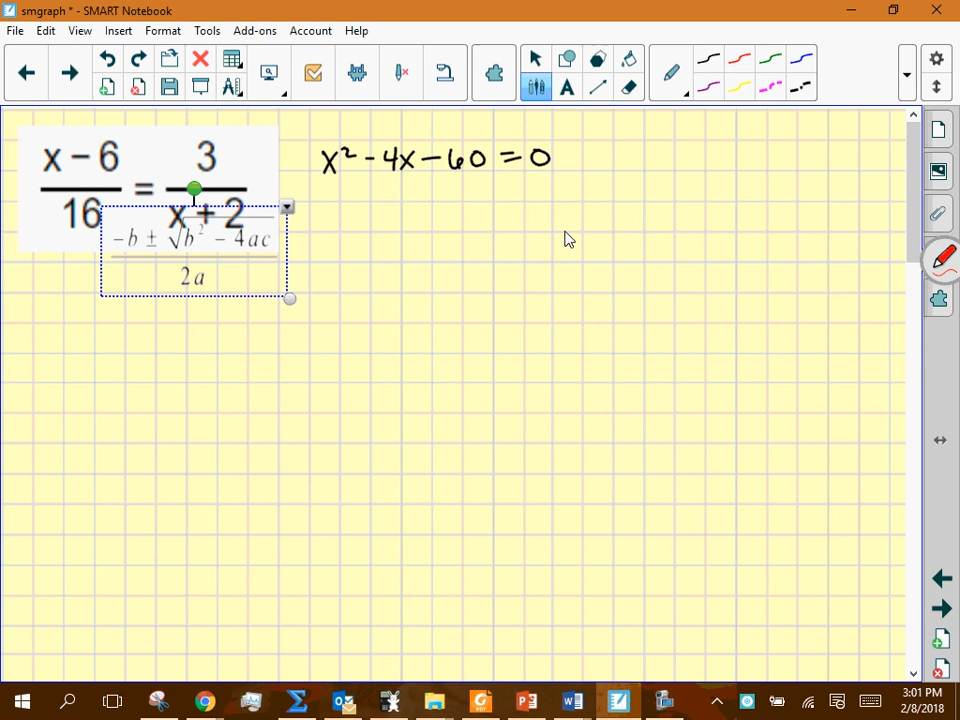 smgraph * - SMART Notebook
File Edit View Insert Format Tools Add-ons Account Help
x – 6 / 16 = 3 / x + 2
x² - 4x - 60 = 0
-b ± √b² - 4ac / 2a
3:01 PM
2/8/2018